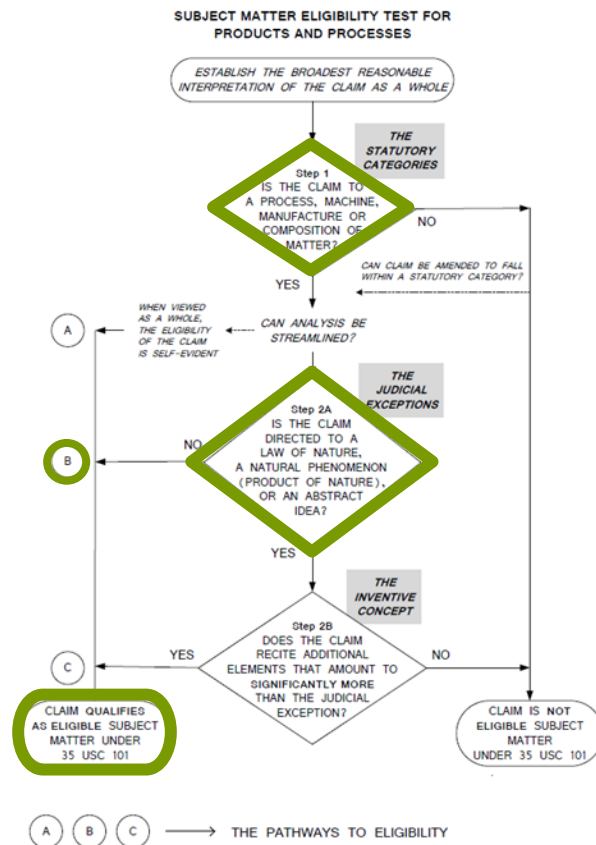 SUBJECT MATTER ELIGIBILITY TEST FOR
PRODUCTS AND PROCESSES
ESTABLISH THE BROADEST REASONABLE
INTERPRETATION OF THE CLAIM AS A WHOLE
THE
STATUTORY
CATEGORIES
Step 1
IS THE CLAIM TO
A PROCESS, MACHINE,
MANUFACTURE OR
COMPOSITION OF
MATTER?
NO
YES
CAN CLAIM BE AMENDED TO FALL
WITHIN A STATUTORY CATEGORY?
WHEN VIEWED
AS A WHOLE,
THE ELIGIBILITY
OF THE CLAIM
IS SELF-EVIDENT
A
CAN ANALYSIS BE
STREAMLINED?
THE
JUDICIAL
EXCEPTIONS
Step 2A
IS THE CLAIM
DIRECTED TO A
LAW OF NATURE,
A NATURAL PHENOMENON
(PRODUCT OF NATURE),
OR AN ABSTRACT
IDEA?
NO
B
YES
THE
INVENTIVE
CONCEPT
Step 2B
DOES THE CLAIM
RECITE ADDITIONAL
ELEMENTS THAT AMOUNT TO
SIGNIFICANTLY MORE
THAN THE JUDICIAL
EXCEPTION?
YES
NO
C
CLAIM QUALIFIES
AS ELIGIBLE SUBJECT
MATTER UNDER
35 USC 101
CLAIM IS NOT
ELIGIBLE SUBJECT
MATTER
UNDER 35 USC 101
A B C THE PATHWAYS TO ELIGIBILITY